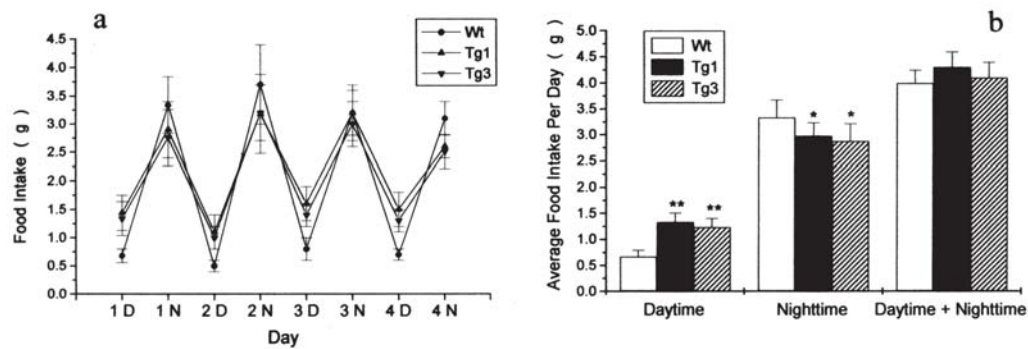 a
Food Intake ( g )
4.5
4.0
3.5
3.0
2.5
2.0
1.5
1.0
0.5
0.0
Wt
Tg1
Tg3
1 D 1 N 2 D 2 N 3 D 3 N 4 D 4 N
Day
b
Average Food Intake Per Day ( g )
5.0
4.5
4.0
3.5
3.0
2.5
2.0
1.5
1.0
0.5
0.0
Wt
Tg1
Tg3
** **
* *
Daytime Nighttime Daytime + Nighttime